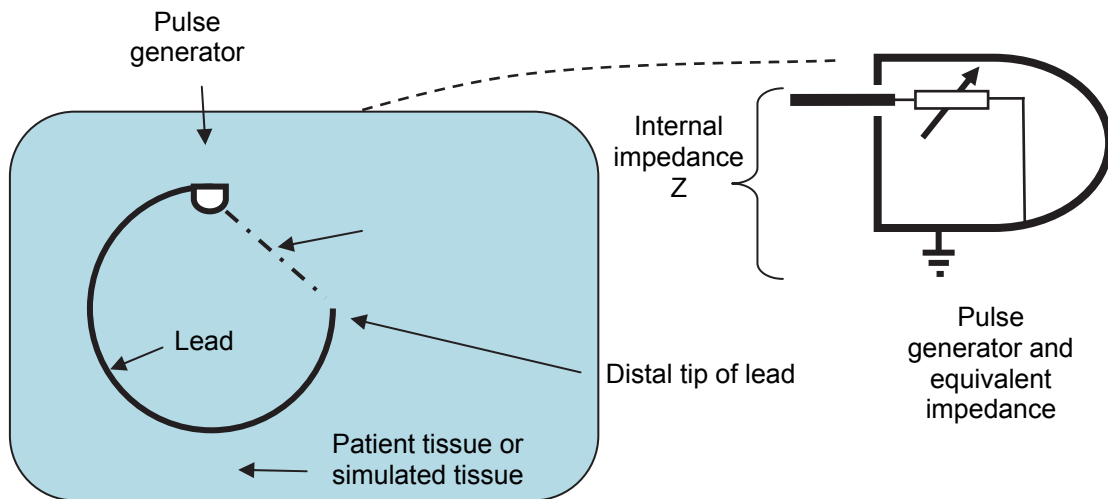 Pulse
generator
Internal
impedance
Z
Lead
Distal tip of lead
Patient tissue or
simulated tissue
Pulse
generator and
equivalent
impedance